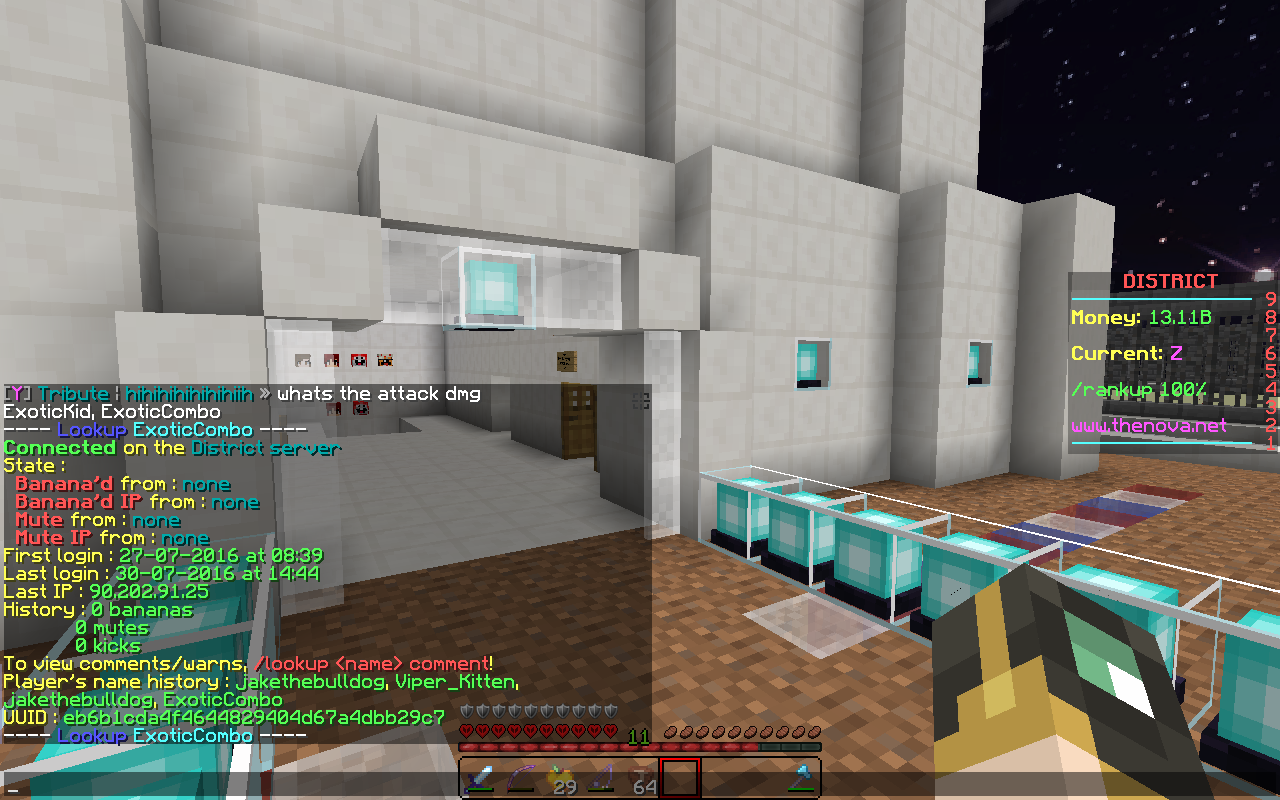 [Y] Tribute | hihihihihihihiih » whats the attack dmg
ExoticKid, ExoticCombo
---- Lookup ExoticCombo ----
Connected on the District server
State :
Banana'd from : none
Banana'd IP from : none
Mute from : none
Mute IP from : none
First login : 27-07-2016 at 08:39
Last login : 30-07-2016 at 14:44
Last IP : 90.202.91.25
History : 0 bananas
0 mutes
0 kicks
To view comments/warns, /lookup <name> comment!
Player's name history : jakethebulldog, Viper_Kitten,
jakethebulldog, ExoticCombo
UUID : eb6b1cda4f4644829404d67a4dbb29c7
---- Lookup ExoticCombo ----
_
DISTRICT
9
Money: 13.11B 8
7
Current: Z 6
5
/rankup 100% 4
3
www.thenova.net 2
1
11
29
64